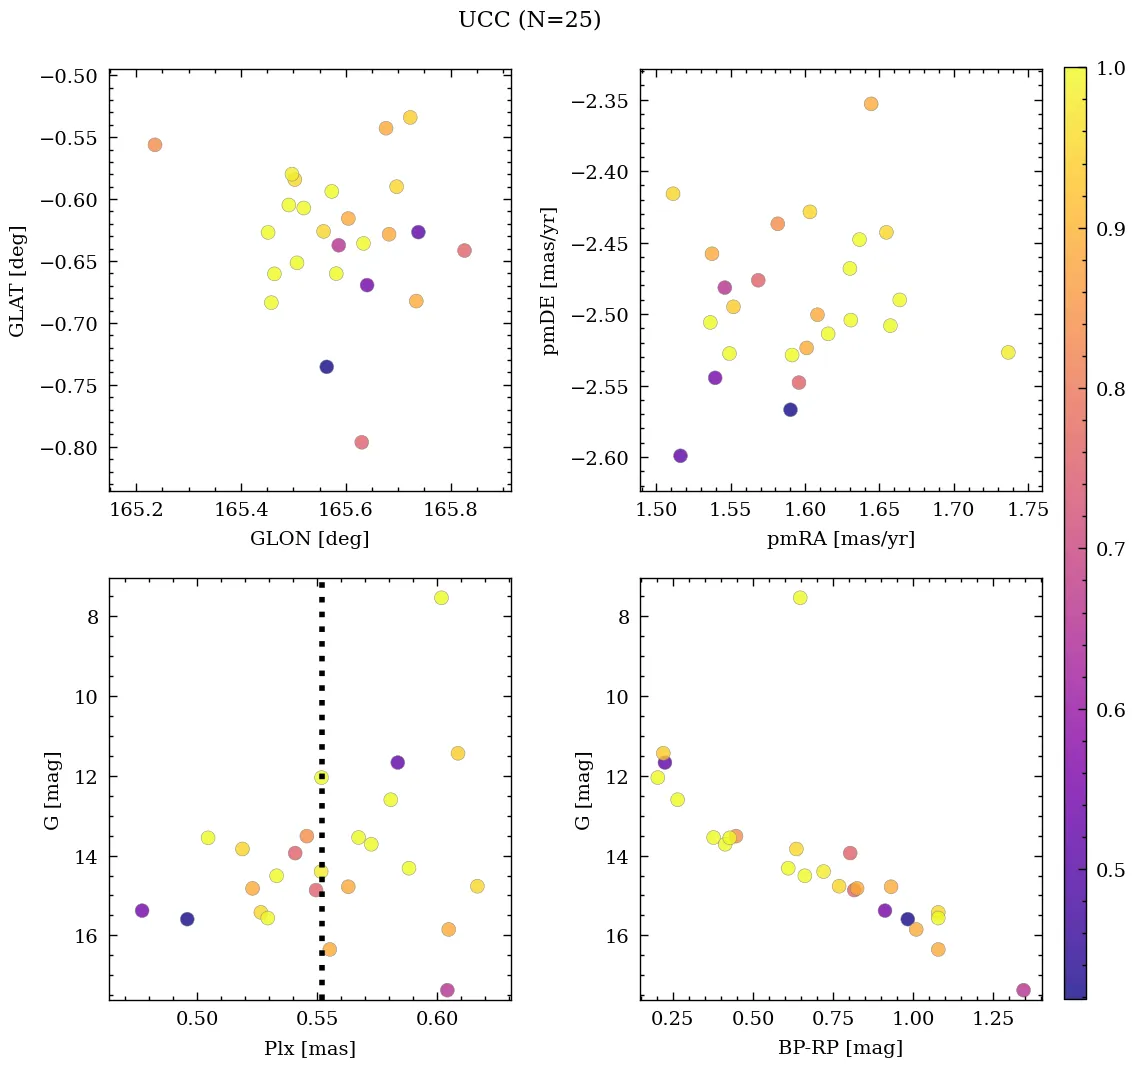 UCC (N=25)
−0.50
−0.55
−0.60
−0.65
−0.70
−0.75
−0.80
GLAT [deg]
165.2 165.4 165.6 165.8
GLON [deg]
−2.35
−2.40
−2.45
−2.50
−2.55
−2.60
pmDE [mas/yr]
1.50 1.55 1.60 1.65 1.70 1.75
pmRA [mas/yr]
8
10
12
14
16
G [mag]
0.50 0.55 0.60
Plx [mas]
8
10
12
14
16
G [mag]
0.25 0.50 0.75 1.00 1.25
BP-RP [mag]
1.0
0.9
0.8
0.7
0.6
0.5